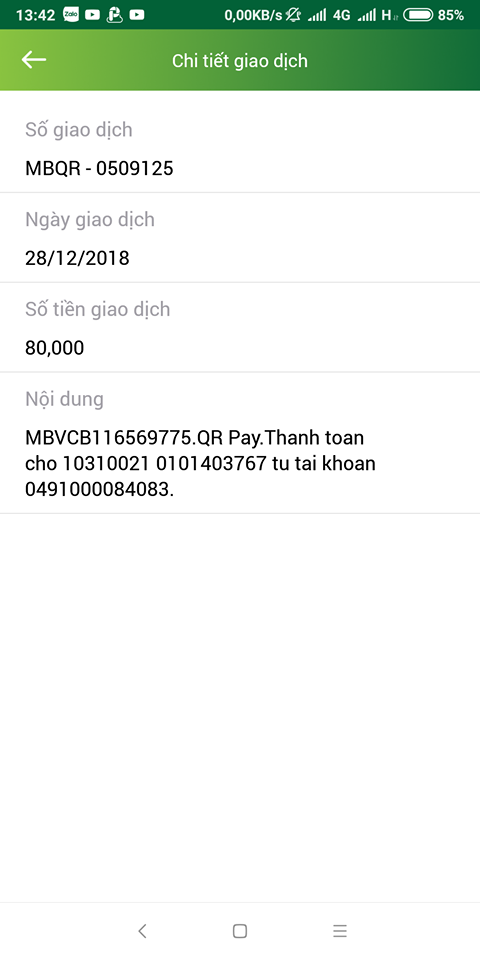 13:42 Zalo 0,00KB/s 4G H 85%
Chi tiết giao dịch
Số giao dịch
MBQR - 0509125
Ngày giao dịch
28/12/2018
Số tiền giao dịch
80,000
Nội dung
MBVCB116569775.QR Pay.Thanh toan
cho 10310021 0101403767 tu tai khoan
0491000084083.